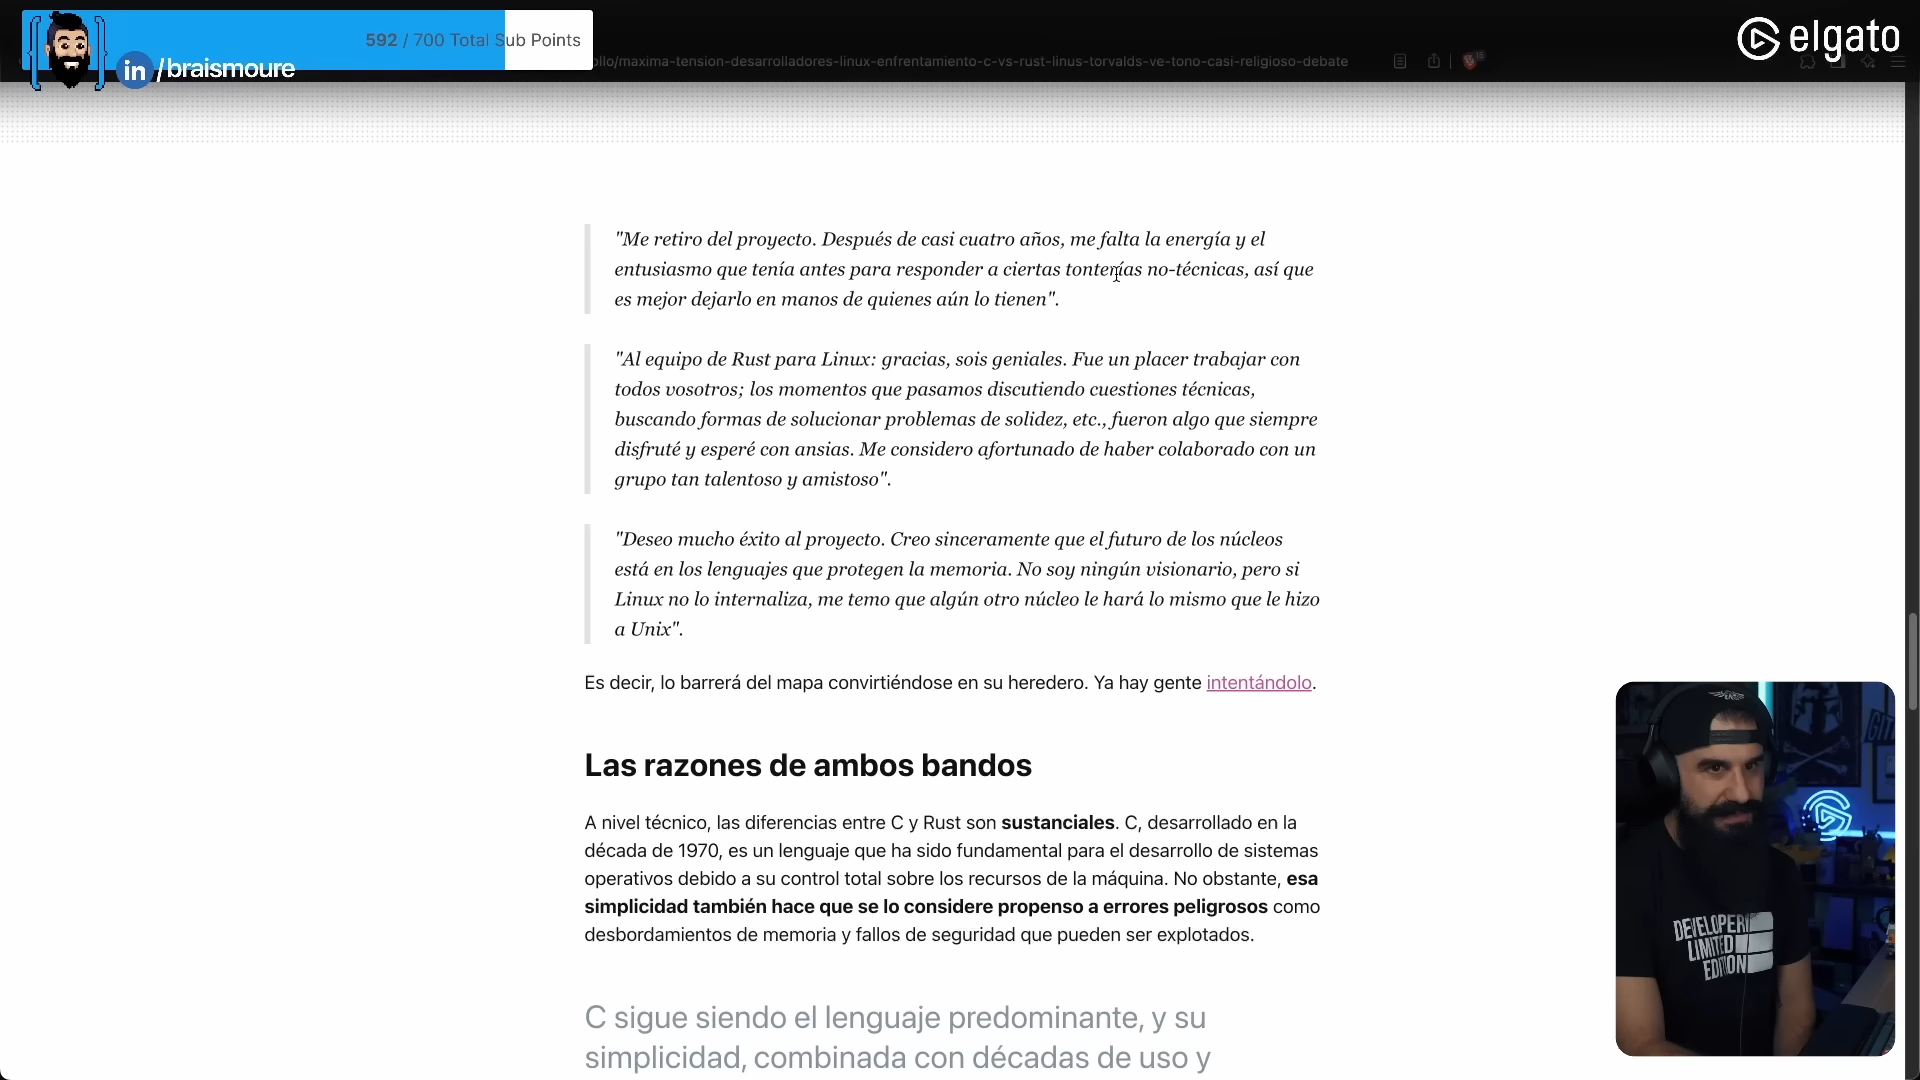 592 / 700 Total Sub Points
in /braismoure
elgato
llo/maxima-tension-desarrolladores-linux-enfrentamiento-c-vs-rust-linus-torvalds-ve-tono-casi-religioso-debate
"Me retiro del proyecto. Después de casi cuatro años, me falta la energía y el
entusiasmo que tenía antes para responder a ciertas tonterías no-técnicas, así que
es mejor dejarlo en manos de quienes aún lo tienen".
"Al equipo de Rust para Linux: gracias, sois geniales. Fue un placer trabajar con
todos vosotros; los momentos que pasamos discutiendo cuestiones técnicas,
buscando formas de solucionar problemas de solidez, etc., fueron algo que siempre
disfruté y esperé con ansias. Me considero afortunado de haber colaborado con un
grupo tan talentoso y amistoso".
"Deseo mucho éxito al proyecto. Creo sinceramente que el futuro de los núcleos
está en los lenguajes que protegen la memoria. No soy ningún visionario, pero si
Linux no lo internaliza, me temo que algún otro núcleo le hará lo mismo que le hizo
a Unix".
Es decir, lo barrerá del mapa convirtiéndose en su heredero. Ya hay gente intentándolo.
Las razones de ambos bandos
A nivel técnico, las diferencias entre C y Rust son sustanciales. C, desarrollado en la
década de 1970, es un lenguaje que ha sido fundamental para el desarrollo de sistemas
operativos debido a su control total sobre los recursos de la máquina. No obstante, esa
simplicidad también hace que se lo considere propenso a errores peligrosos como
desbordamientos de memoria y fallos de seguridad que pueden ser explotados.
C sigue siendo el lenguaje predominante, y su
simplicidad, combinada con décadas de uso y
DEVELOPER
LIMITED
EDITION